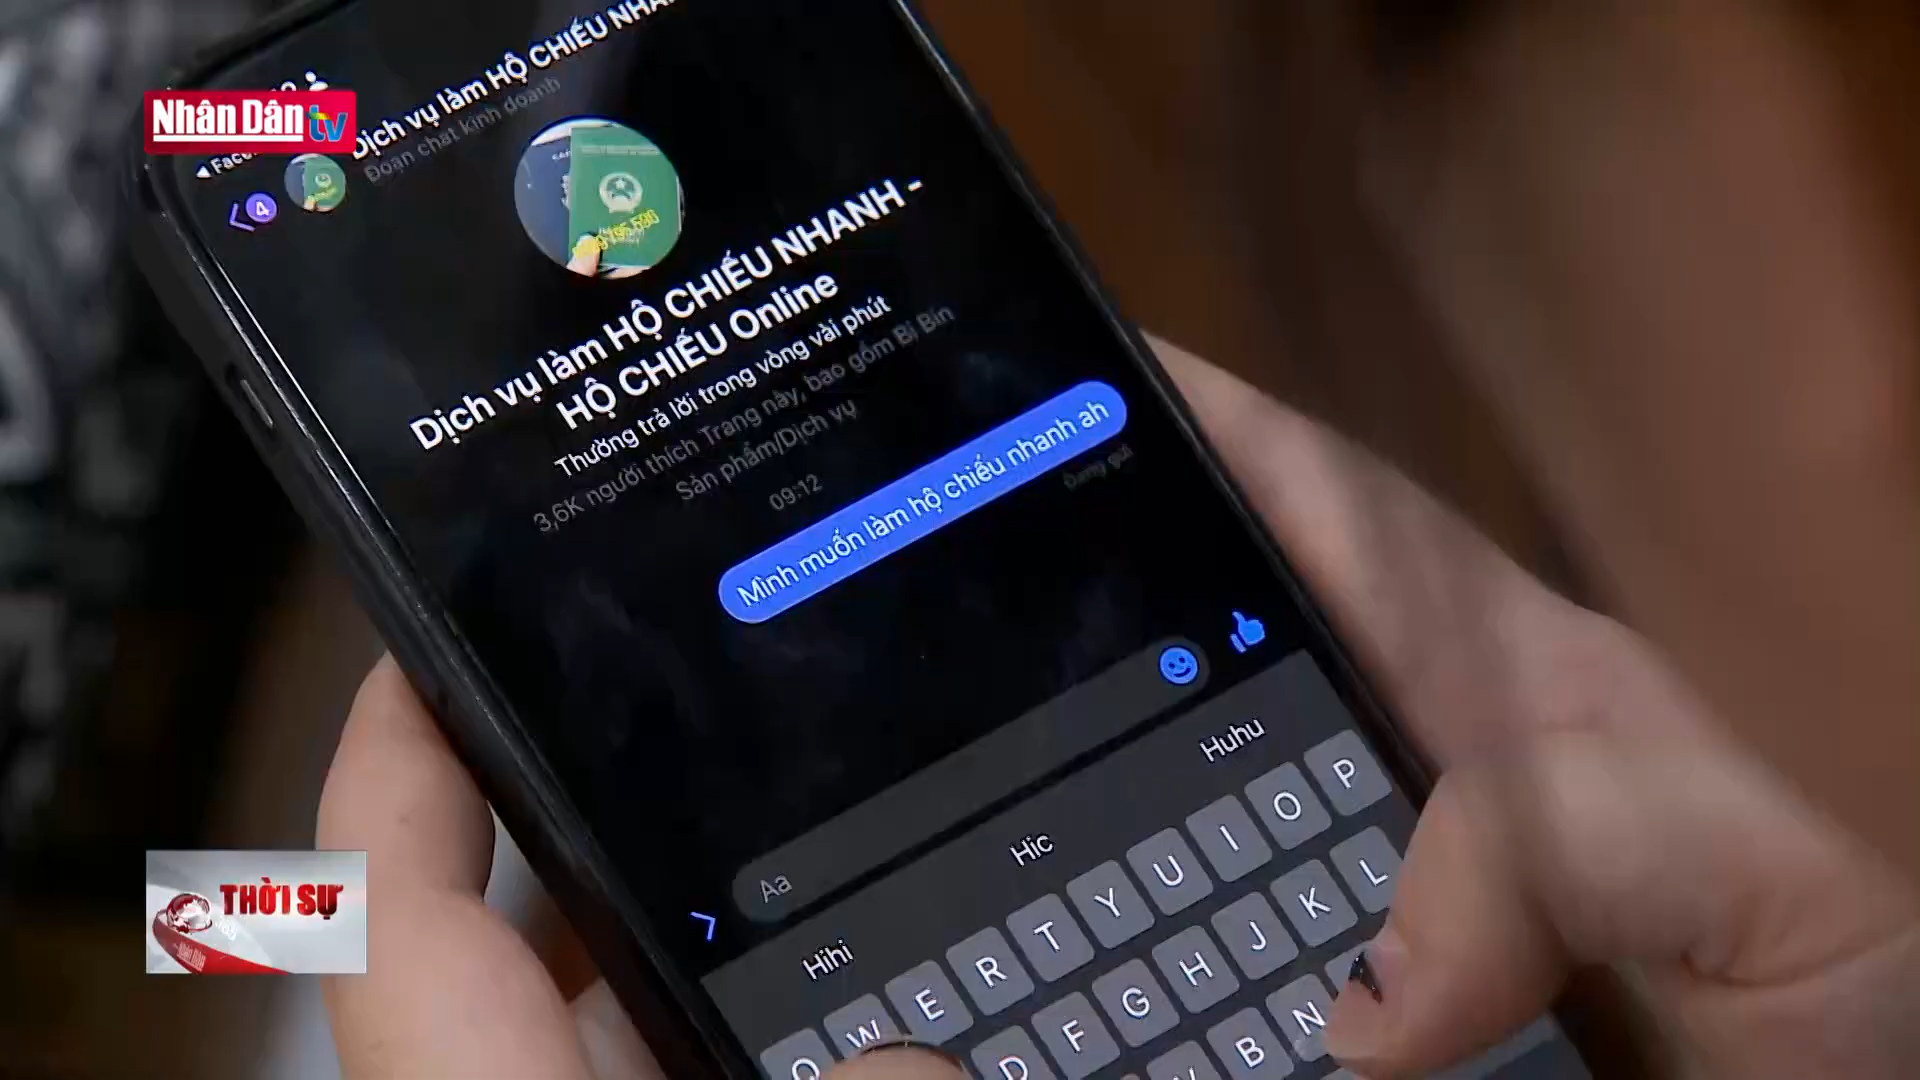 Nhân Dân tv
Dịch vụ làm HỘ CHIẾU
Đoạn chat kinh doanh
4
Dịch vụ làm HỘ CHIẾU NHANH -
HỘ CHIẾU Online
Thường trả lời trong vòng vài phút
3,6K người thích Trang này, bao gồm Bi Bin
Sản phẩm/Dịch vụ
09:12
Mình muốn làm hộ chiếu nhanh ah
Đang gửi
Aa
Hihi
Hic
Huhu
Q W E R T Y U I O P
D F G H J K L
V B N
THỜI SỰ